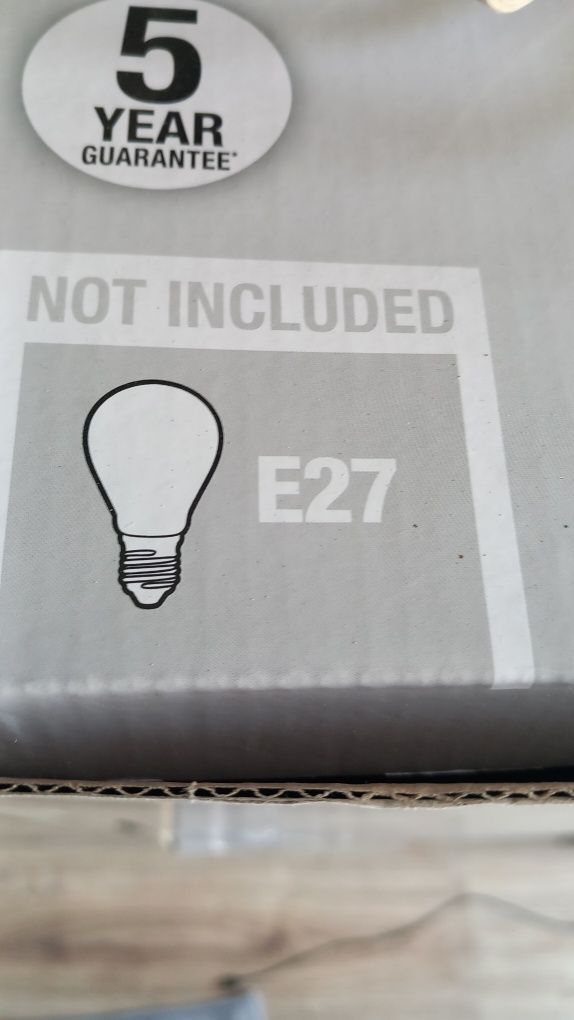 5
YEAR
GUARANTEE*
NOT INCLUDED
E27